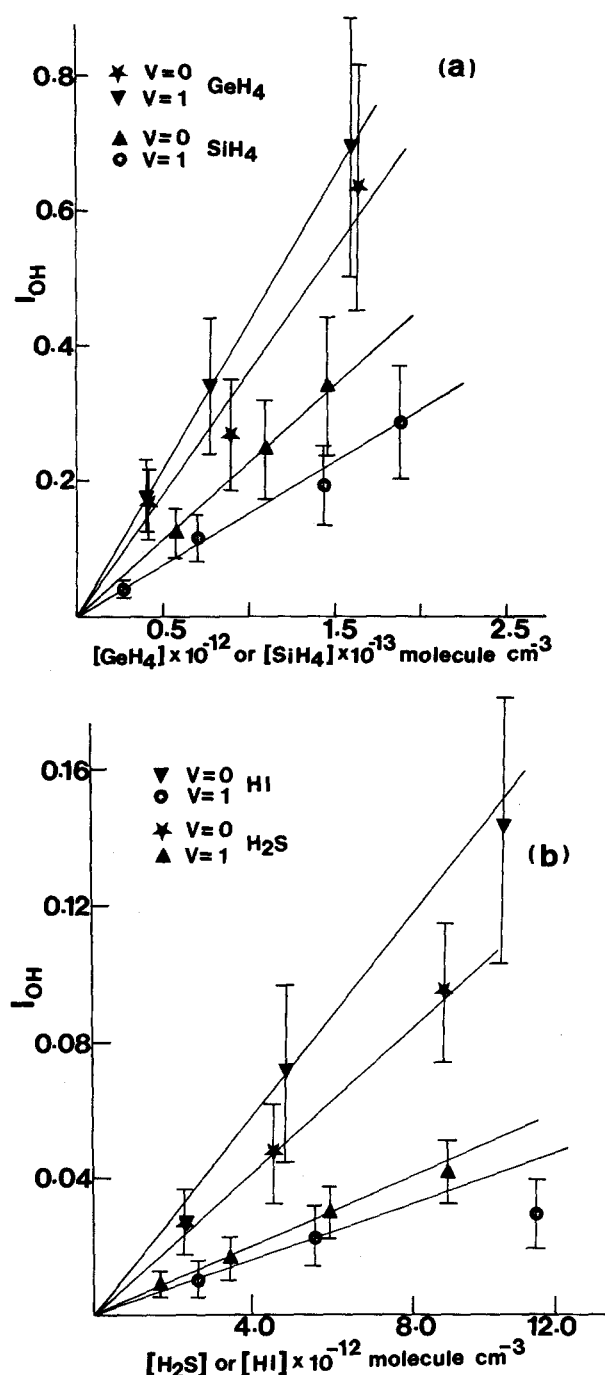 (a)
V=0
V=1
GeH4
V=0
V=1
SiH4
0.8
0.6
0.4
0.2
IOH
0.5
1.5
2.5
[GeH4]x10-12 or [SiH4]x10-13 molecule cm-3
(b)
V=0
V=1
HI
V=0
V=1
H2S
0.16
0.12
0.08
0.04
IOH
4.0
8.0
12.0
[H2S] or [HI]x10-12 molecule cm-3